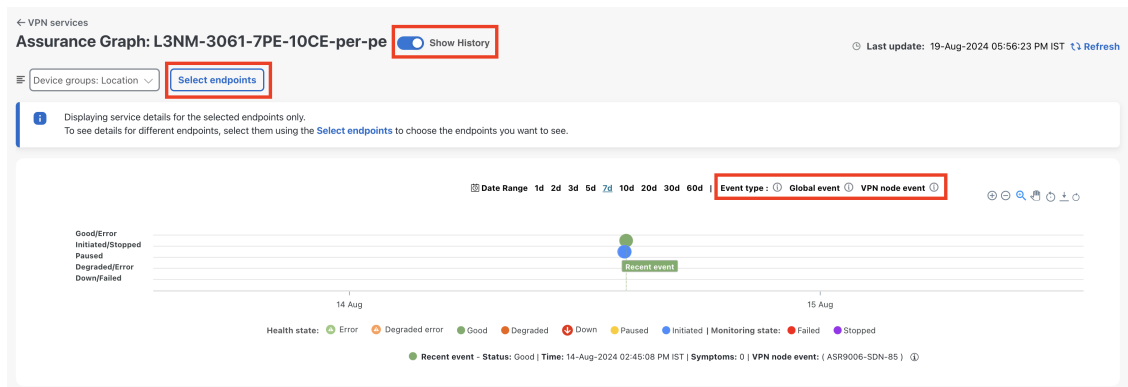 ← VPN services
Assurance Graph: L3NM-3061-7PE-10CE-per-pe Show History
Last update: 19-Aug-2024 05:56:23 PM IST Refresh
Device groups: Location
Select endpoints
Displaying service details for the selected endpoints only.
To see details for different endpoints, select them using the Select endpoints to choose the endpoints you want to see.
Date Range 1d 2d 3d 5d 7d 10d 20d 30d 60d | Event type : Global event VPN node event
Good/Error
Initiated/Stopped
Paused
Degraded/Error
Down/Failed
Recent event
14 Aug 15 Aug
Health state: Error Degraded error Good Degraded Down Paused Initiated | Monitoring state: Failed Stopped
Recent event - Status: Good | Time: 14-Aug-2024 02:45:08 PM IST | Symptoms: 0 | VPN node event: ( ASR9006-SDN-85 )